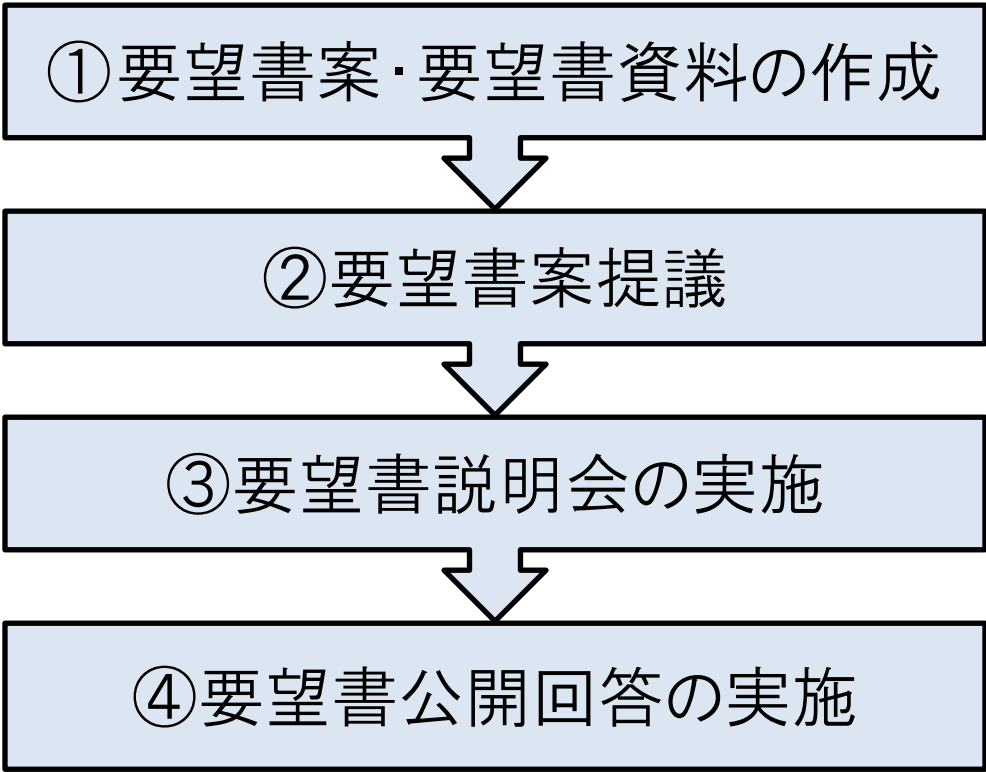 ①要望書案・要望書資料の作成
②要望書案提議
③要望書説明会の実施
④要望書公開回答の実施